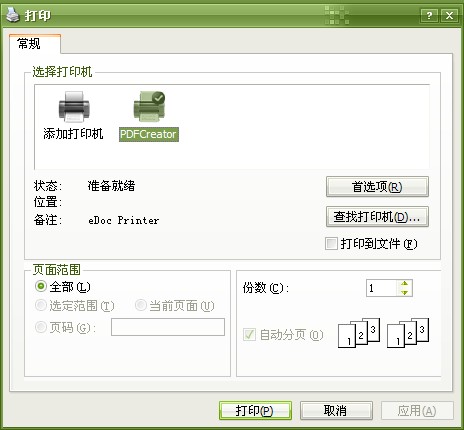 打印
常规
选择打印机
添加打印机 PDFCreator
状态: 准备就绪
位置:
备注: eDoc Printer
首选项(R)
查找打印机(D)...
打印到文件(F)
页面范围
全部(L)
选定范围(T) 当前页面(U)
页码(G):
份数(C): 1
自动分页(O)
1 2 3 1 2 3
打印(P) 取消 应用(A)